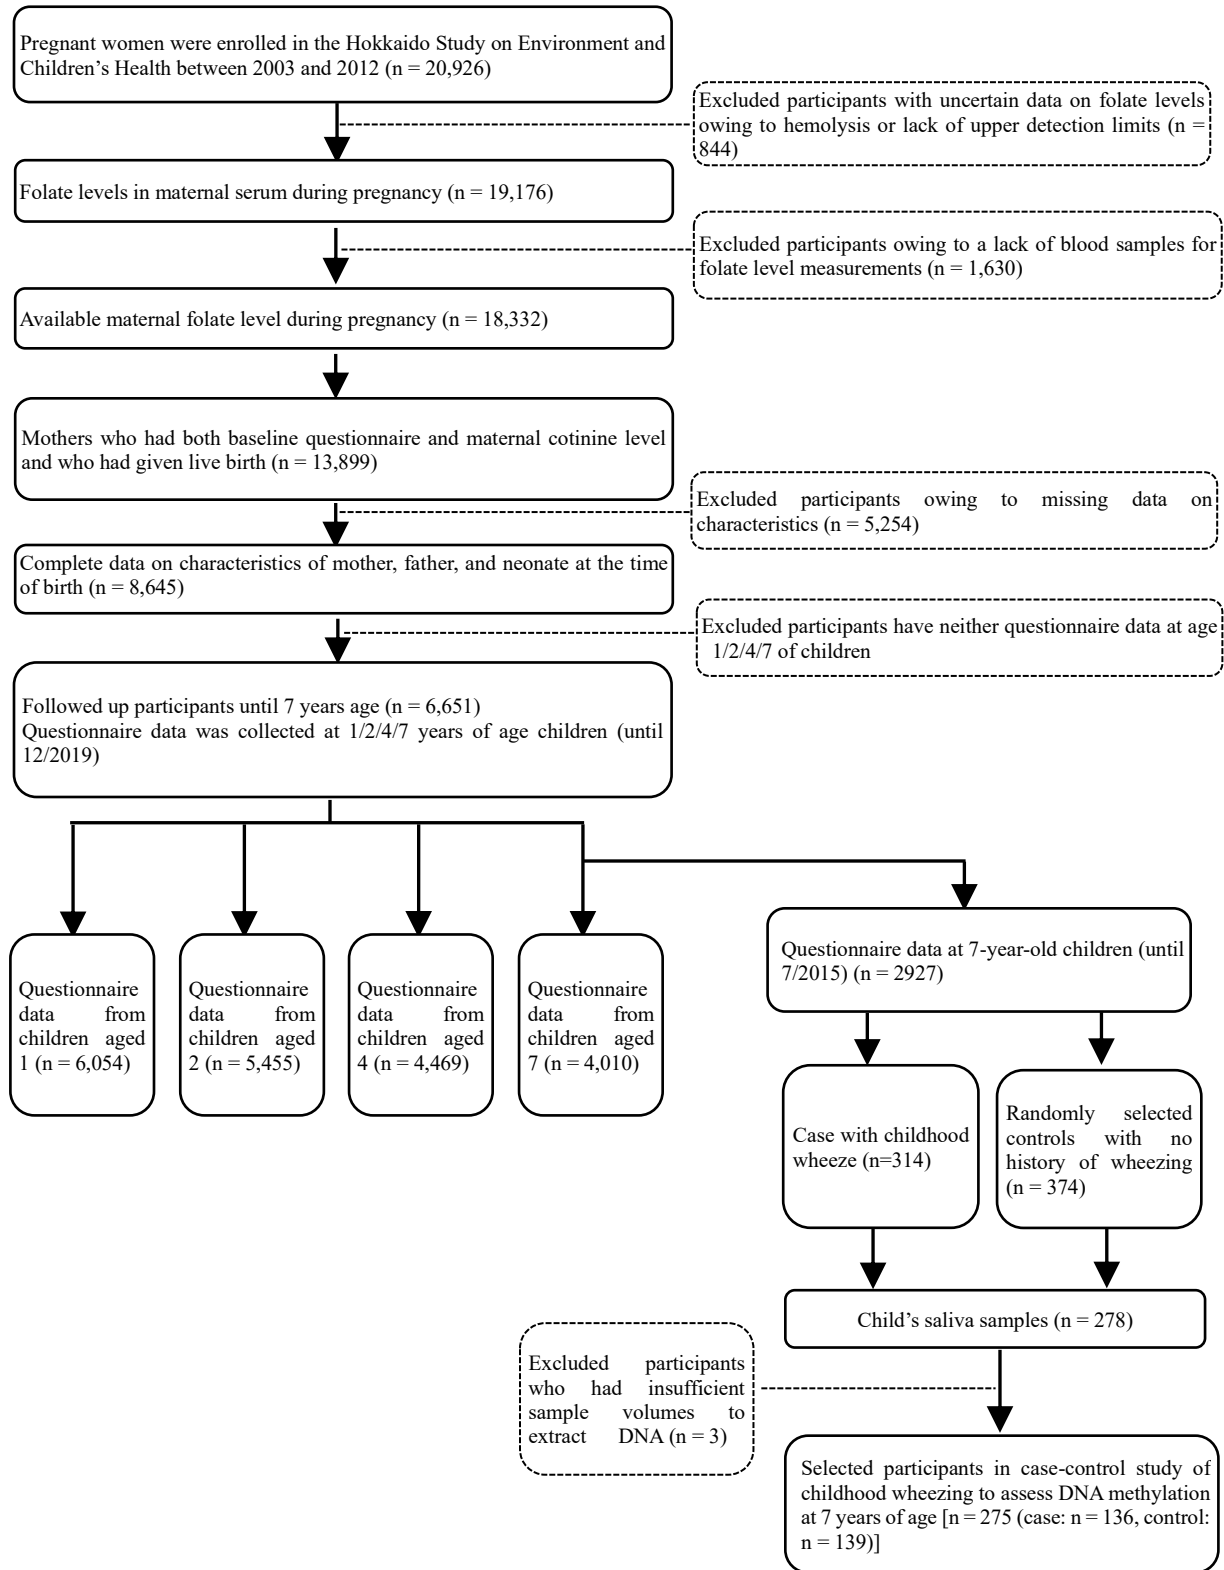 Pregnant women were enrolled in the Hokkaido Study on Environment and
Children’s Health between 2003 and 2012 (n = 20,926)
Excluded participants with uncertain data on folate levels
owing to hemolysis or lack of upper detection limits (n =
844)
Folate levels in maternal serum during pregnancy (n = 19,176)
Excluded participants owing to a lack of blood samples for
folate level measurements (n = 1,630)
Available maternal folate level during pregnancy (n = 18,332)
Mothers who had both baseline questionnaire and maternal cotinine level
and who had given live birth (n = 13,899)
Excluded participants owing to missing data on
characteristics (n = 5,254)
Complete data on characteristics of mother, father, and neonate at the time
of birth (n = 8,645)
Excluded participants have neither questionnaire data at age
1/2/4/7 of children
Followed up participants until 7 years age (n = 6,651)
Questionnaire data was collected at 1/2/4/7 years of age children (until
12/2019)
Questionnaire
data from
children aged
1 (n = 6,054)
Questionnaire
data from
children aged
2 (n = 5,455)
Questionnaire
data from
children aged
4 (n = 4,469)
Questionnaire
data from
children aged
7 (n = 4,010)
Questionnaire data at 7-year-old children (until
7/2015) (n = 2927)
Case with childhood
wheeze (n=314)
Randomly selected
controls with no
history of wheezing
(n = 374)
Child’s saliva samples (n = 278)
Excluded participants
who had insufficient
sample volumes to
extract DNA (n = 3)
Selected participants in case-control study of
childhood wheezing to assess DNA methylation
at 7 years of age [n = 275 (case: n = 136, control:
n = 139)]